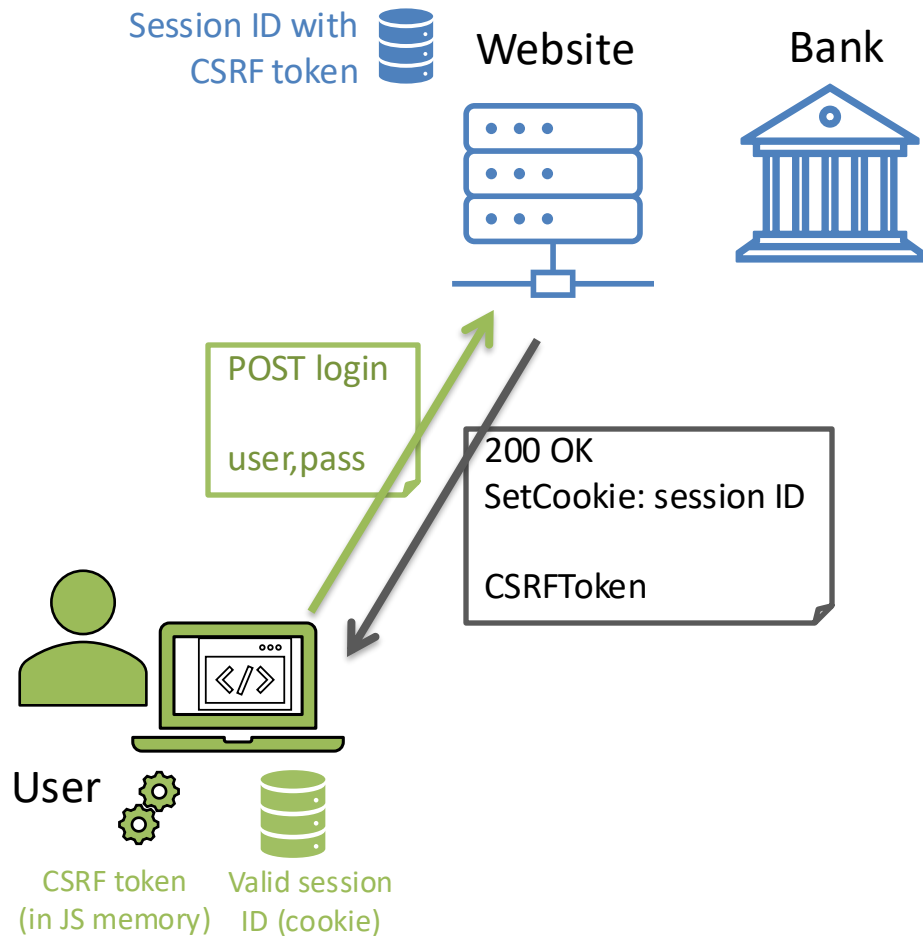 Session ID with
CSRF token
Website
Bank
POST login
user,pass
200 OK
SetCookie: session ID
CSRFToken
</>
User
CSRF token
(in JS memory)
Valid session
ID (cookie)